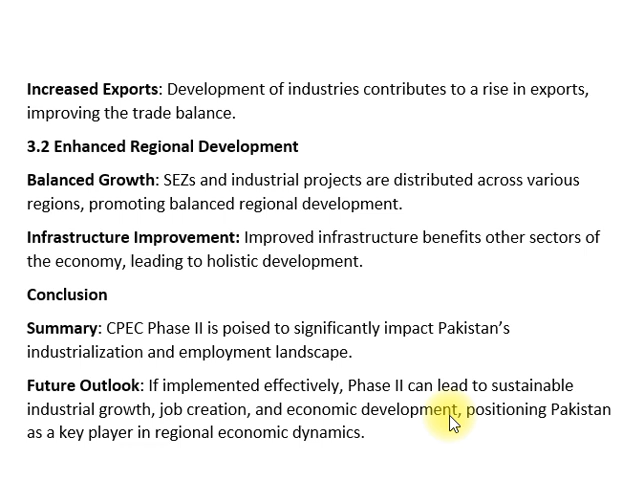 Increased Exports: Development of industries contributes to a rise in exports,
improving the trade balance.
3.2 Enhanced Regional Development
Balanced Growth: SEZs and industrial projects are distributed across various
regions, promoting balanced regional development.
Infrastructure Improvement: Improved infrastructure benefits other sectors of
the economy, leading to holistic development.
Conclusion
Summary: CPEC Phase II is poised to significantly impact Pakistan’s
industrialization and employment landscape.
Future Outlook: If implemented effectively, Phase II can lead to sustainable
industrial growth, job creation, and economic development, positioning Pakistan
as a key player in regional economic dynamics.